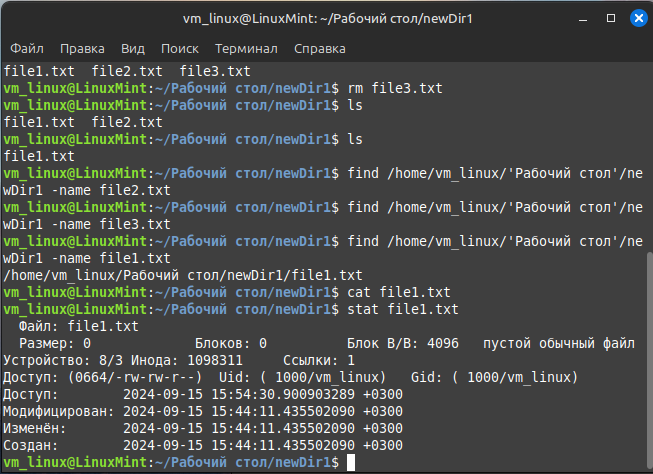 vm_linux@LinuxMint: ~/Рабочий стол/newDir1
Файл Правка Вид Поиск Терминал Справка
file1.txt  file2.txt  file3.txt
vm_linux@LinuxMint:~/Рабочий стол/newDir1$ rm file3.txt
vm_linux@LinuxMint:~/Рабочий стол/newDir1$ ls
file1.txt  file2.txt
vm_linux@LinuxMint:~/Рабочий стол/newDir1$ ls
file1.txt
vm_linux@LinuxMint:~/Рабочий стол/newDir1$ find /home/vm_linux/'Рабочий стол'/ne
wDir1 -name file2.txt
vm_linux@LinuxMint:~/Рабочий стол/newDir1$ find /home/vm_linux/'Рабочий стол'/ne
wDir1 -name file3.txt
vm_linux@LinuxMint:~/Рабочий стол/newDir1$ find /home/vm_linux/'Рабочий стол'/ne
wDir1 -name file1.txt
/home/vm_linux/Рабочий стол/newDir1/file1.txt
vm_linux@LinuxMint:~/Рабочий стол/newDir1$ cat file1.txt
vm_linux@LinuxMint:~/Рабочий стол/newDir1$ stat file1.txt
  Файл: file1.txt
  Размер: 0             Блоков: 0          Блок В/В: 4096   пустой обычный файл
Устройство: 8/3 Инода: 1098311     Ссылки: 1
Доступ: (0664/-rw-rw-r--)  Uid: ( 1000/vm_linux)   Gid: ( 1000/vm_linux)
Доступ:        2024-09-15 15:54:30.900903289 +0300
Модифицирован: 2024-09-15 15:44:11.435502090 +0300
Изменён:       2024-09-15 15:44:11.435502090 +0300
Создан:        2024-09-15 15:44:11.435502090 +0300
vm_linux@LinuxMint:~/Рабочий стол/newDir1$